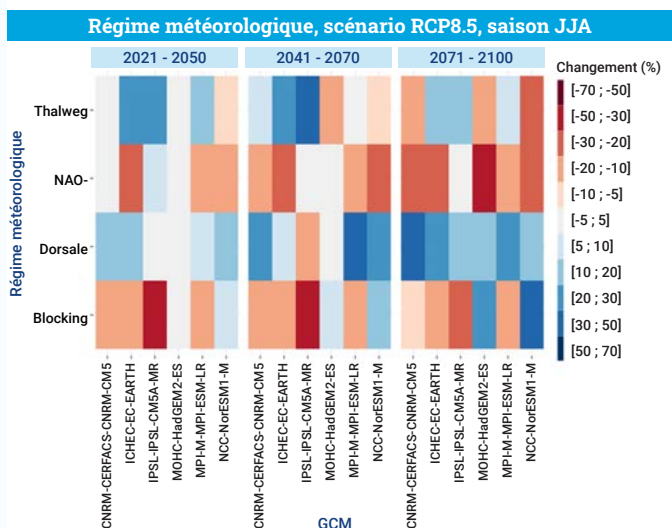 Régime météorologique, scénario RCP8.5, saison JJA
2021 - 2050
2041 - 2070
2071 - 2100
Changement (%)
[-70 ; -50]
[-50 ; -30]
[-30 ; -20]
[-20 ; -10]
[-10 ; -5]
[-5 ; 5]
[5 ; 10]
[10 ; 20]
[20 ; 30]
[30 ; 50]
[50 ; 70]
Régime météorologique
Thalweg
NAO-
Dorsale
Blocking
CNRM-CERFACS-CNRM-CM5
ICHEC-EC-EARTH
IPSL-IPSL-CM5A-MR
MOHC-HadGEM2-ES
MPI-M-MPI-ESM-LR
NCC-NorESM1-M
CNRM-CERFACS-CNRM-CM5
ICHEC-EC-EARTH
IPSL-IPSL-CM5A-MR
MOHC-HadGEM2-ES
MPI-M-MPI-ESM-LR
NCC-NorESM1-M
CNRM-CERFACS-CNRM-CM5
ICHEC-EC-EARTH
IPSL-IPSL-CM5A-MR
MOHC-HadGEM2-ES
MPI-M-MPI-ESM-LR
NCC-NorESM1-M
GCM